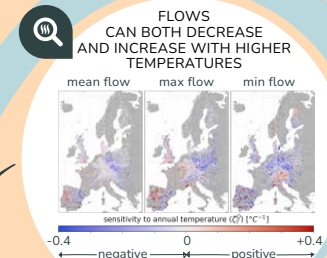 FLOWS
CAN BOTH DECREASE
AND INCREASE WITH HIGHER
TEMPERATURES
mean flow max flow min flow
sensitivity to annual temperature [°C⁻¹]
-0.4 0 +0.4
negative positive